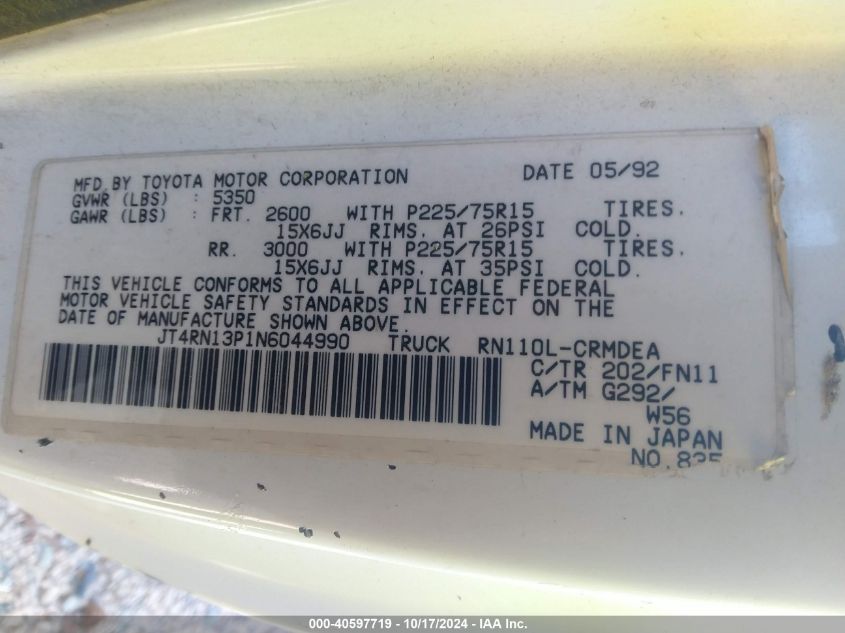 MFD. BY TOYOTA MOTOR CORPORATION DATE 05/92
GVWR (LBS) : 5350
GAWR (LBS) : FRT. 2600 WITH P225/75R15 TIRES.
15X6JJ RIMS. AT 26PSI COLD.
RR. 3000 WITH P225/75R15 TIRES.
15X6JJ RIMS. AT 35PSI COLD.
THIS VEHICLE CONFORMS TO ALL APPLICABLE FEDERAL
MOTOR VEHICLE SAFETY STANDARDS IN EFFECT ON THE
DATE OF MANUFACTURE SHOWN ABOVE.
JT4RN13P1N6044990 TRUCK RN110L-CRMDEA
C/TR 202/FN11
A/TM G292/
W56
MADE IN JAPAN
NO.
000-40597719 - 10/17/2024 - IAA Inc.